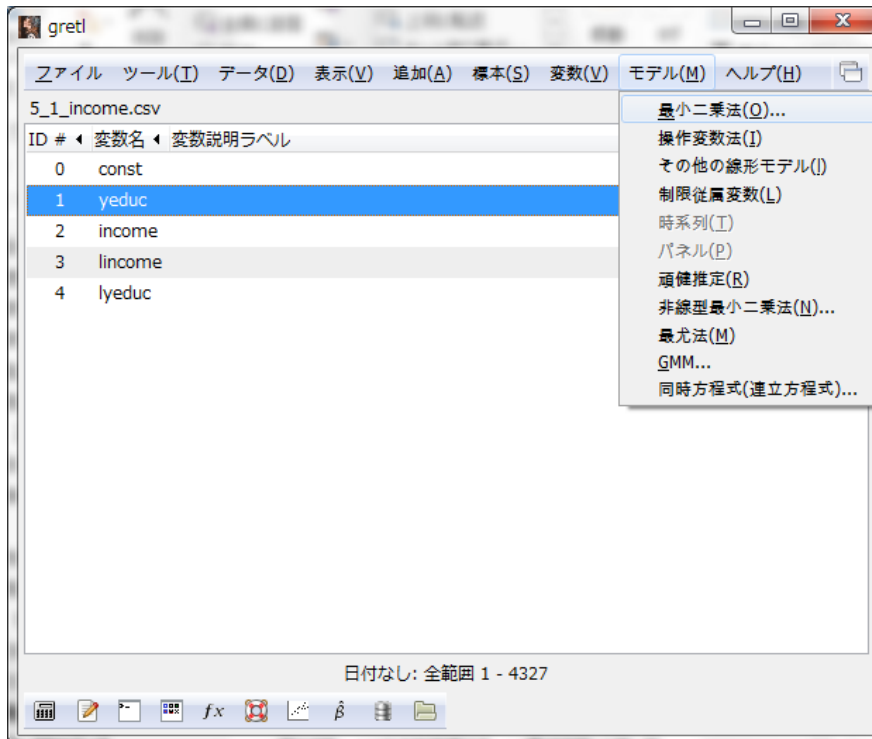 gretl
ファイル ツール(T) データ(D) 表示(V) 追加(A) 標本(S) 変数(V) モデル(M) ヘルプ(H)
5_1_income.csv
ID # 変数名 変数説明ラベル
0 const
1 yeduc
2 income
3 lincome
4 lyeduc
最小二乗法(O)...
操作変数法(I)
その他の線形モデル(l)
制限従属変数(L)
時系列(T)
パネル(P)
頑健推定(R)
非線型最小二乗法(N)...
最尤法(M)
GMM...
同時方程式(連立方程式)...
日付なし: 全範囲 1 - 4327
fx β̂